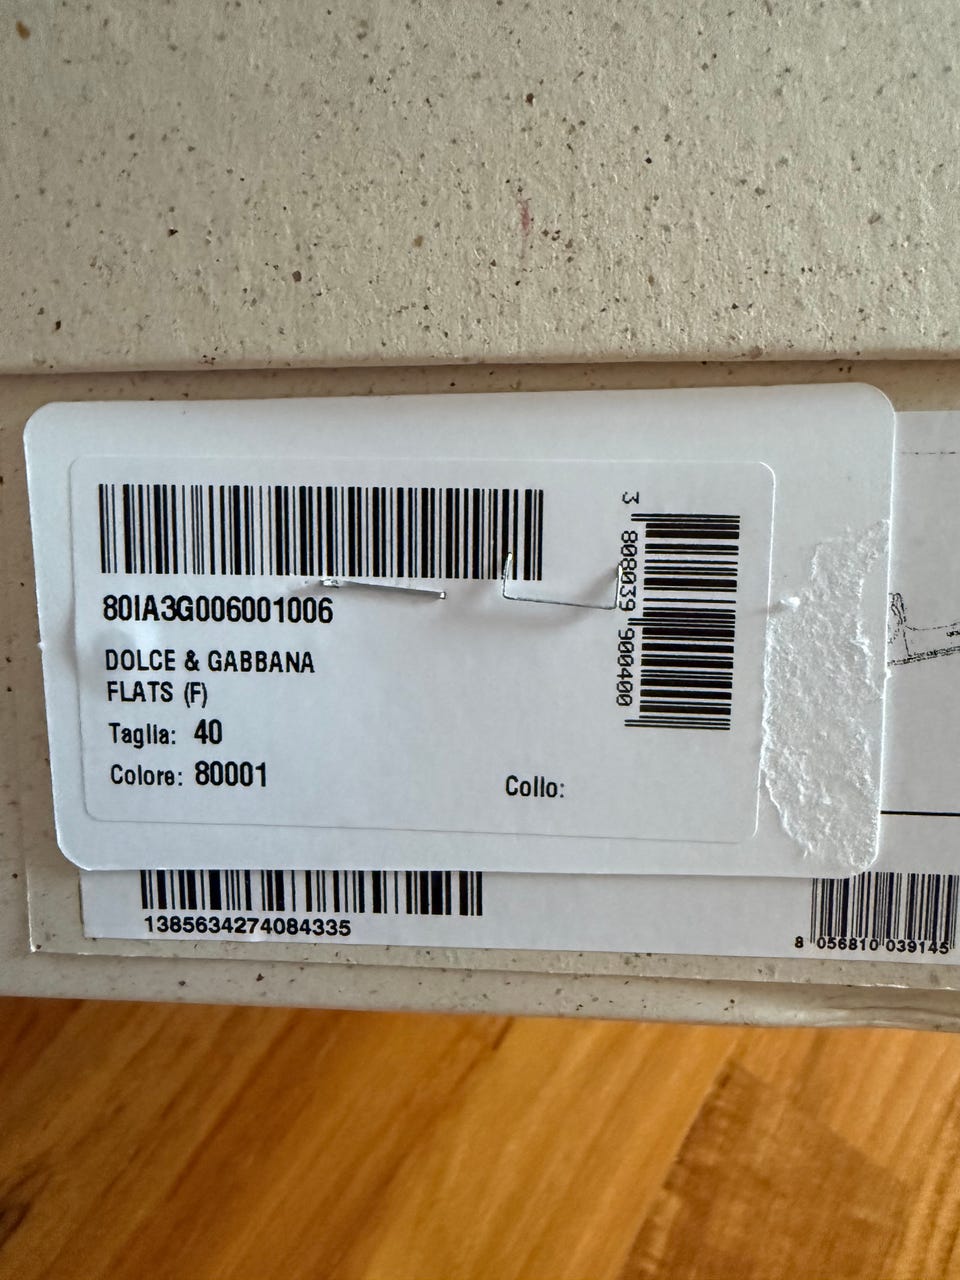 80IA3G006001006
DOLCE & GABBANA
FLATS (F)
Taglia: 40
Colore: 80001
Collo:
3 808039 900400
1385634274084335
8 056810 039145